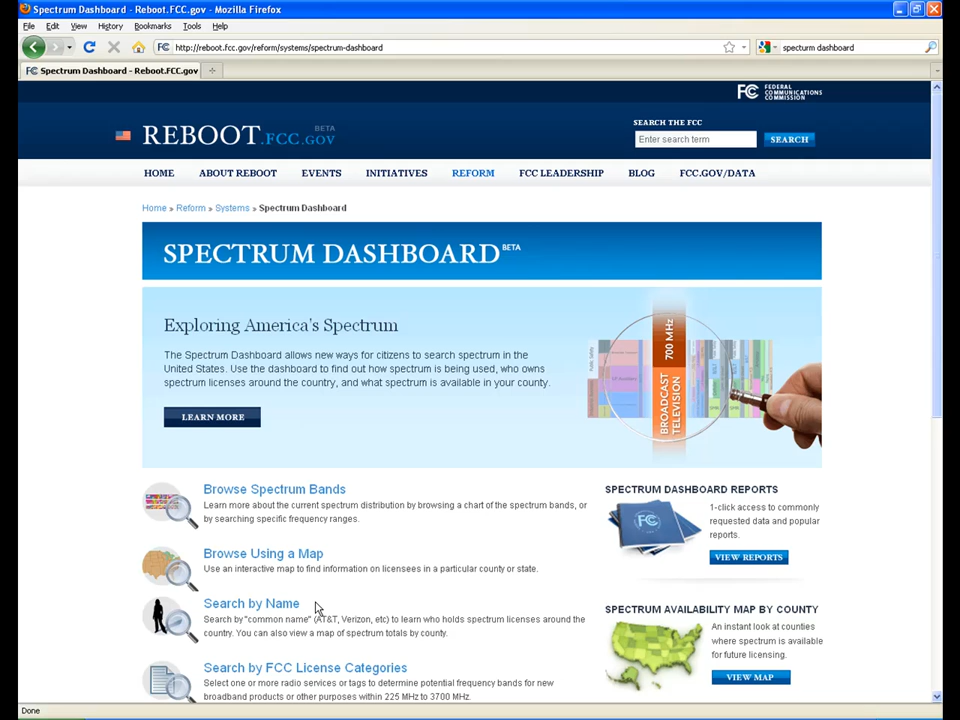 Spectrum Dashboard - Reboot.FCC.gov - Mozilla Firefox
File Edit View History Bookmarks Tools Help
http://reboot.fcc.gov/reform/systems/spectrum-dashboard
specturm dashboard
Spectrum Dashboard - Reboot.FCC.gov
FC FEDERAL COMMUNICATIONS COMMISSION
REBOOT.FCC.GOV BETA
SEARCH THE FCC
Enter search term SEARCH
HOME ABOUT REBOOT EVENTS INITIATIVES REFORM FCC LEADERSHIP BLOG FCC.GOV/DATA
Home » Reform » Systems » Spectrum Dashboard
SPECTRUM DASHBOARD BETA
Exploring America's Spectrum
The Spectrum Dashboard allows new ways for citizens to search spectrum in the
United States. Use the dashboard to find out how spectrum is being used, who owns
spectrum licenses around the country, and what spectrum is available in your county.
LEARN MORE
700 MHz
BROADCAST TELEVISION
Browse Spectrum Bands
Learn more about the current spectrum distribution by browsing a chart of the spectrum bands, or
by searching specific frequency ranges.
Browse Using a Map
Use an interactive map to find information on licensees in a particular county or state.
Search by Name
Search by "common name" (AT&T, Verizon, etc) to learn who holds spectrum licenses around the
country. You can also view a map of spectrum totals by county.
Search by FCC License Categories
Select one or more radio services or tags to determine potential frequency bands for new
broadband products or other purposes within 225 MHz to 3700 MHz.
SPECTRUM DASHBOARD REPORTS
1-click access to commonly
requested data and popular
reports.
VIEW REPORTS
SPECTRUM AVAILABILITY MAP BY COUNTY
An instant look at counties
where spectrum is available
for future licensing.
VIEW MAP
Done